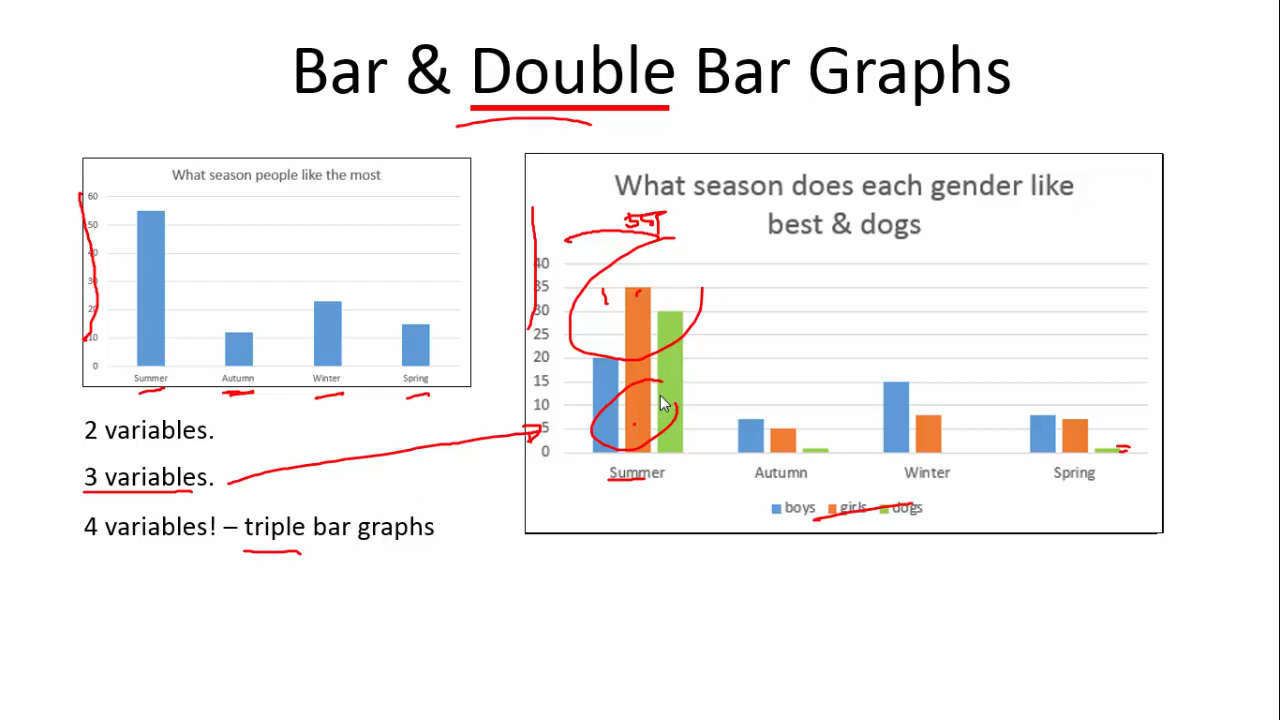 Bar & Double Bar Graphs
What season people like the most
60
50
40
30
20
10
0
Summer
Autumn
Winter
Spring
2 variables.
3 variables.
4 variables! – triple bar graphs
What season does each gender like
best & dogs
55
40
35
30
25
20
15
10
5
0
Summer
Autumn
Winter
Spring
boys girls dogs